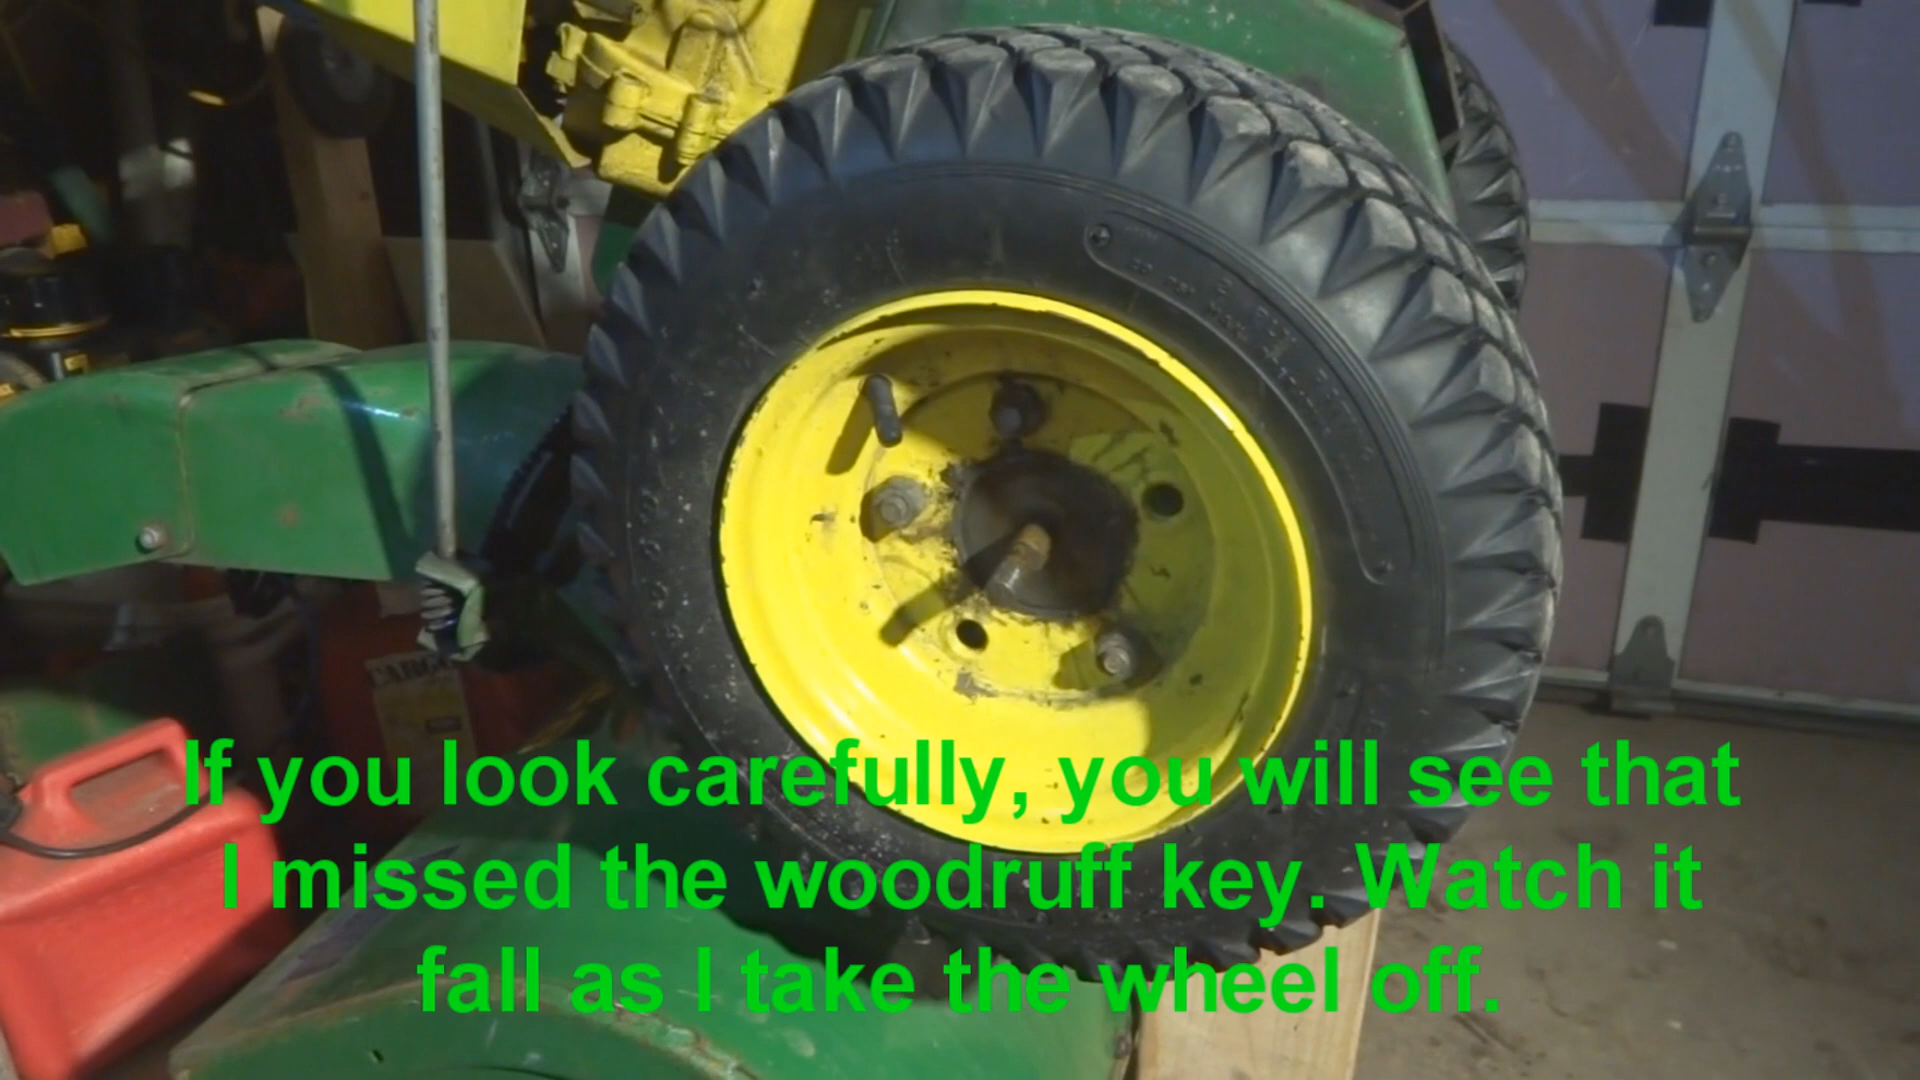 If you look carefully, you will see that
I missed the woodruff key. Watch it
fall as I take the wheel off.